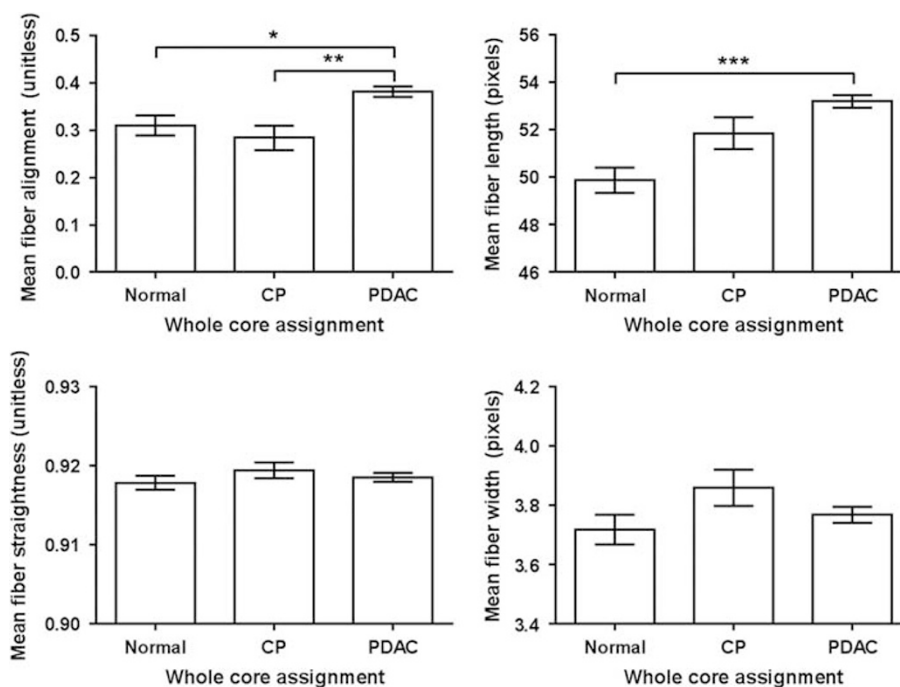 Mean fiber alignment (unitless)
0.5
0.4
0.3
0.2
0.1
0.0
*
**
Normal CP PDAC
Whole core assignment
Mean fiber length (pixels)
56
54
52
50
48
46
***
Normal CP PDAC
Whole core assignment
Mean fiber straightness (unitless)
0.93
0.92
0.91
0.90
Normal CP PDAC
Whole core assignment
Mean fiber width (pixels)
4.2
4.0
3.8
3.6
3.4
Normal CP PDAC
Whole core assignment